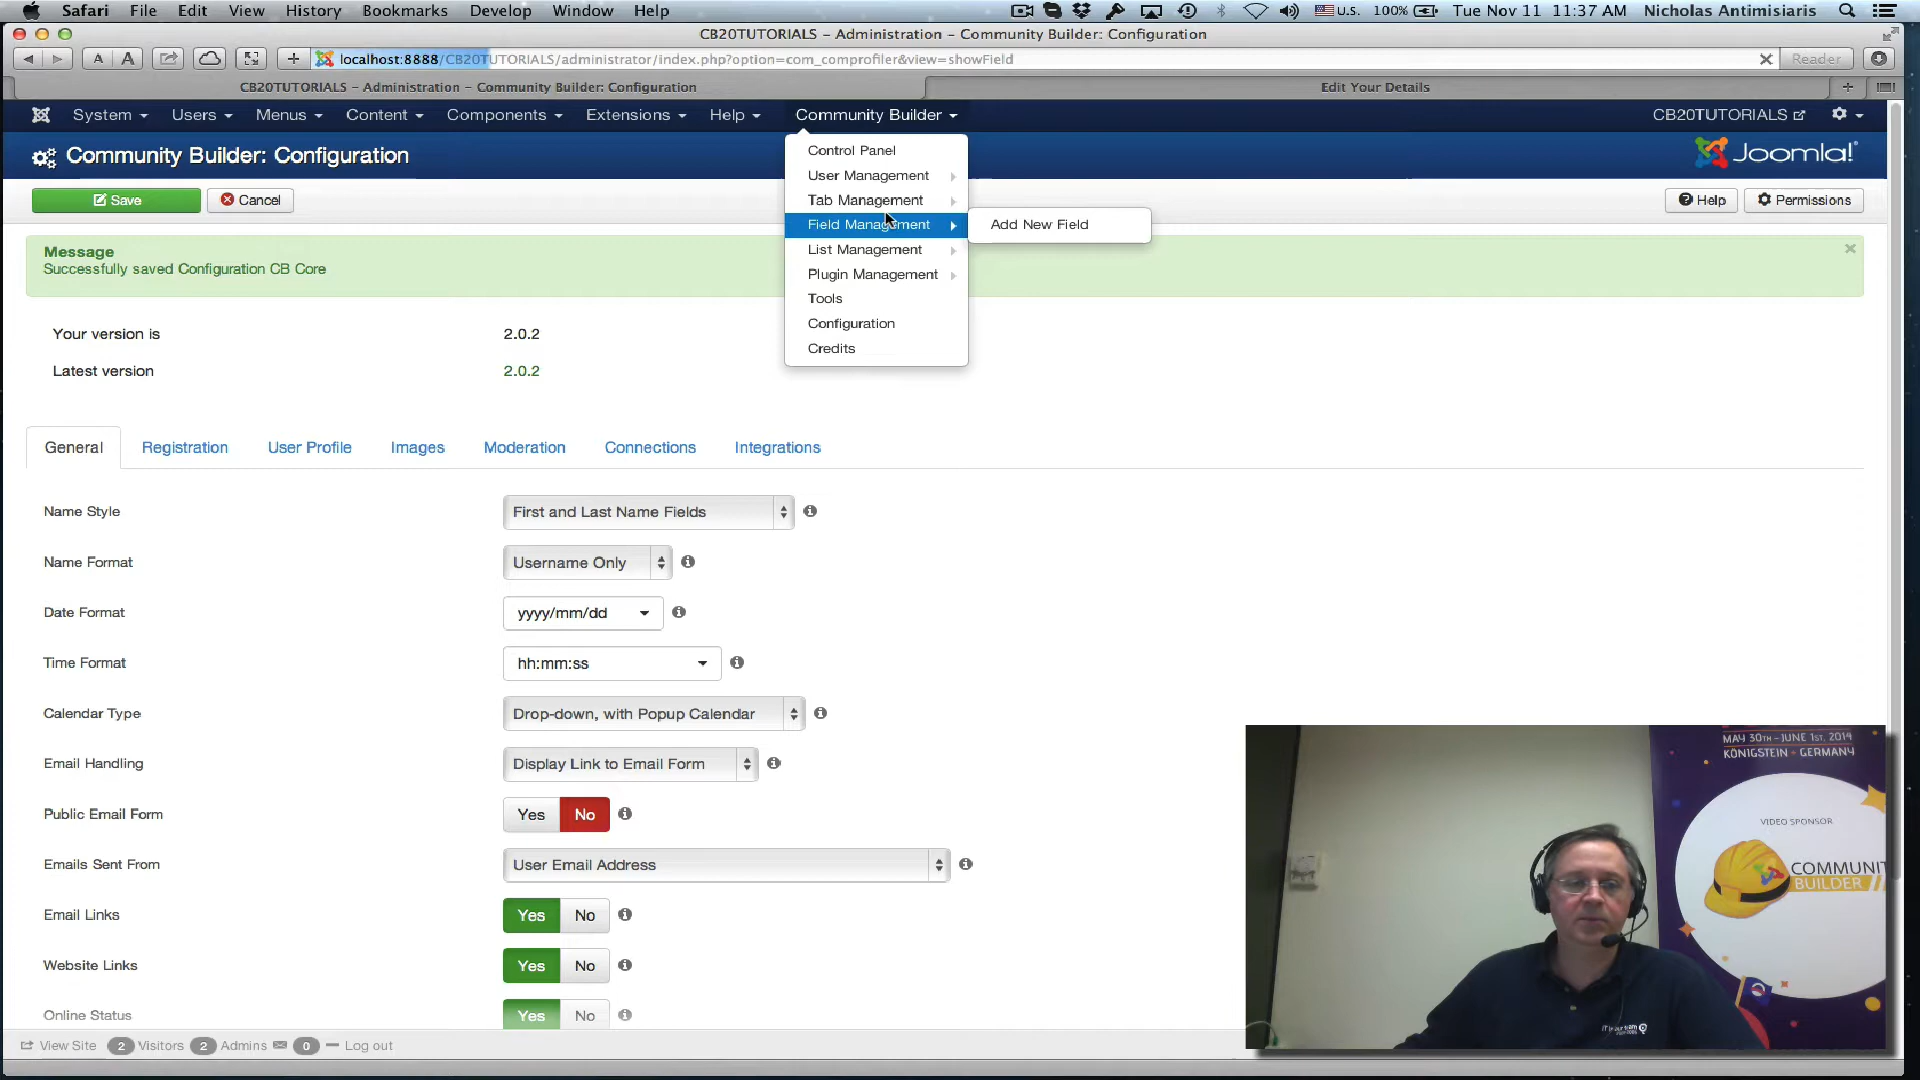 Safari File Edit View History Bookmarks Develop Window Help U.S. 100% Tue Nov 11 11:37 AM Nicholas Antimisiaris
CB20TUTORIALS – Administration – Community Builder: Configuration
A A + localhost:8888/CB20TUTORIALS/administrator/index.php?option=com_comprofiler&view=showField Reader
CB20TUTORIALS – Administration – Community Builder: Configuration Edit Your Details +
System Users Menus Content Components Extensions Help Community Builder CB20TUTORIALS
Community Builder: Configuration Joomla!
Save Cancel Help Permissions
Control Panel
User Management
Tab Management
Field Management Add New Field
List Management
Plugin Management
Tools
Configuration
Credits
Message
Successfully saved Configuration CB Core
Your version is 2.0.2
Latest version 2.0.2
General Registration User Profile Images Moderation Connections Integrations
Name Style First and Last Name Fields
Name Format Username Only
Date Format yyyy/mm/dd
Time Format hh:mm:ss
Calendar Type Drop-down, with Popup Calendar
Email Handling Display Link to Email Form
Public Email Form Yes No
Emails Sent From User Email Address
Email Links Yes No
Website Links Yes No
Online Status Yes No
View Site 2 Visitors 2 Admins 0 Log out
MAY 30TH - JUNE 1ST, 2014
KÖNIGSTEIN - GERMANY
VIDEO SPONSOR
COMMUNIT
BUILDER